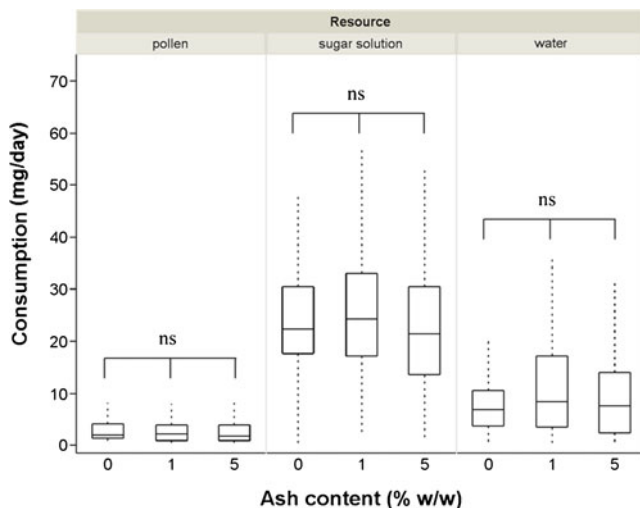 Resource
pollen sugar solution water
70
60
50
40
30
20
10
0
Consumption (mg/day)
ns
ns
ns
0 1 5 0 1 5 0 1 5
Ash content (% w/w)